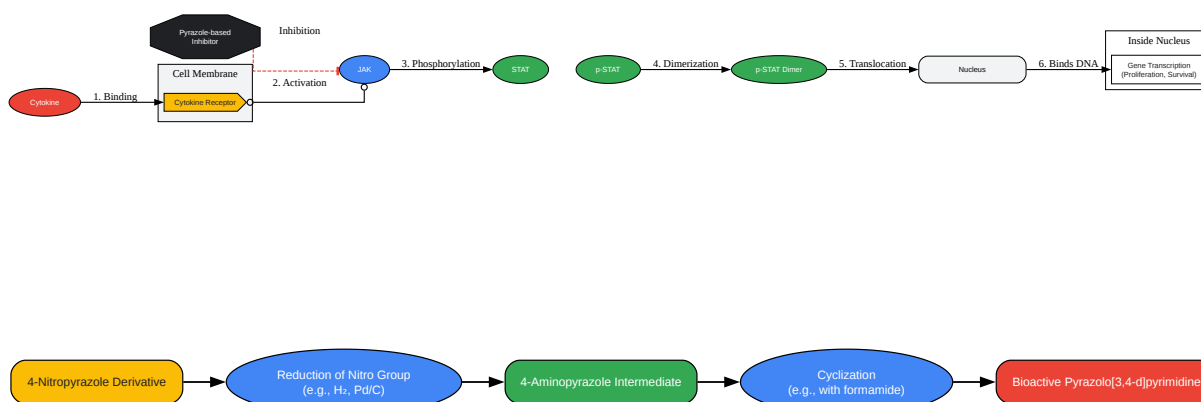 Pyrazole-based
Inhibitor
Inhibition
Cell Membrane
Cytokine
1. Binding
Cytokine Receptor
2. Activation
JAK
3. Phosphorylation
STAT
p-STAT
4. Dimerization
p-STAT Dimer
5. Translocation
Nucleus
6. Binds DNA
Inside Nucleus
Gene Transcription
(Proliferation, Survival)
4-Nitropyrazole Derivative
Reduction of Nitro Group
(e.g., H₂, Pd/C)
4-Aminopyrazole Intermediate
Cyclization
(e.g., with formamide)
Bioactive Pyrazolo[3,4-d]pyrimidine